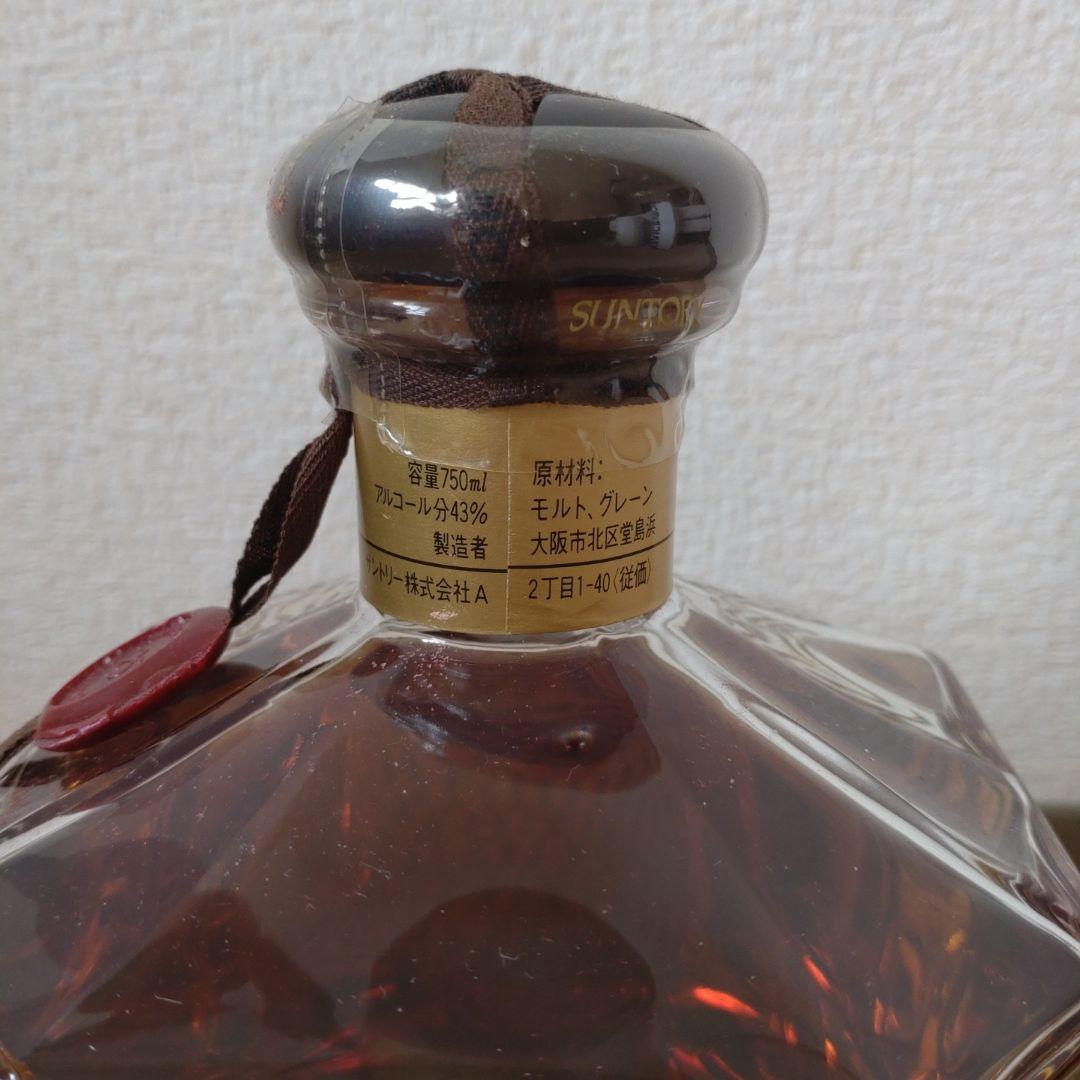 SUNTORY
容量750ml
アルコール分43%
製造者
サントリー株式会社A
原材料:
モルト、グレーン
大阪市北区堂島浜
2丁目1-40〈従価〉